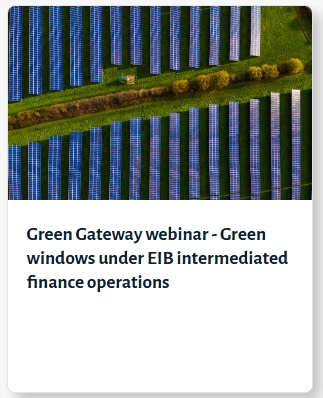 Green Gateway webinar - Green
windows under EIB intermediated
finance operations